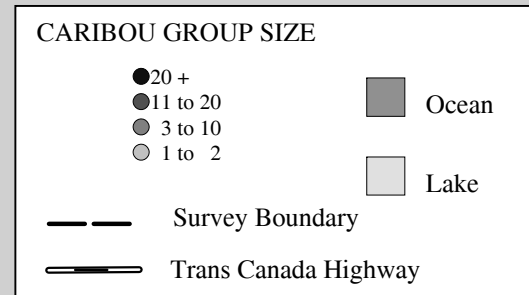 CARIBOU GROUP SIZE
20 +
11 to 20
3 to 10
1 to 2
Ocean
Lake
Survey Boundary
Trans Canada Highway